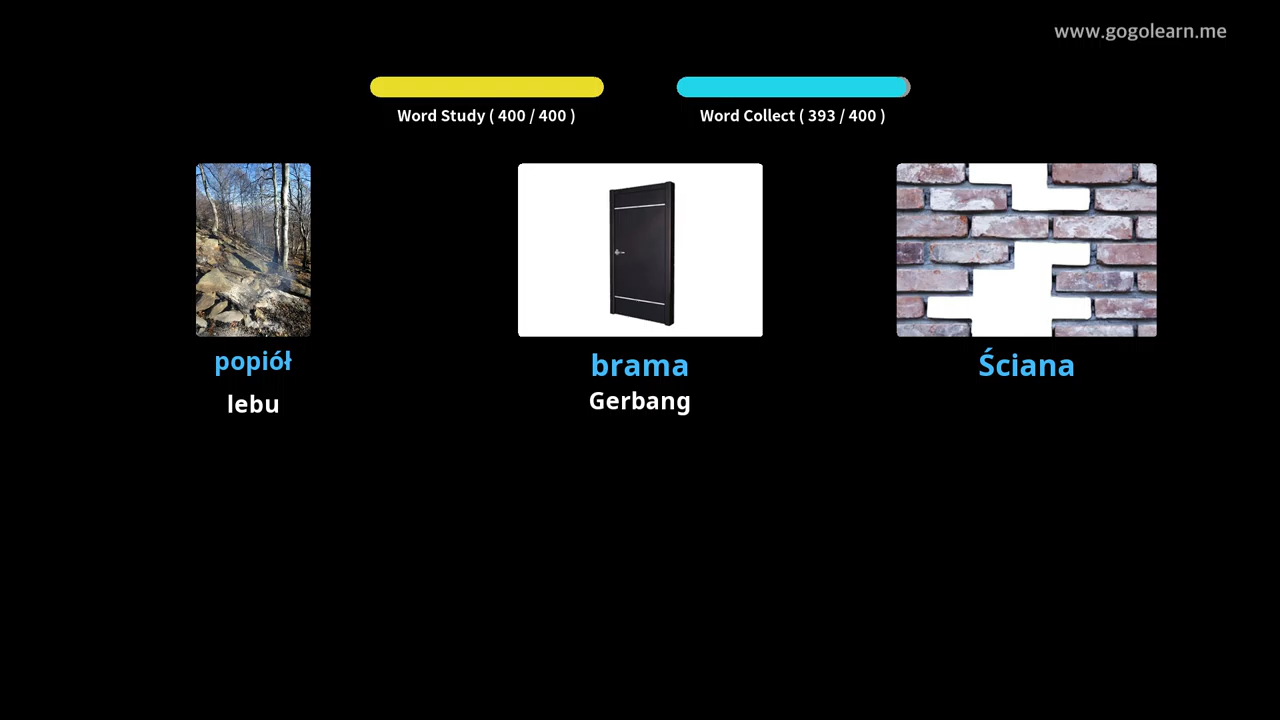 www.gogolearn.me
Word Study ( 400 / 400 )
Word Collect ( 393 / 400 )
popiół
brama
Ściana
lebu
Gerbang